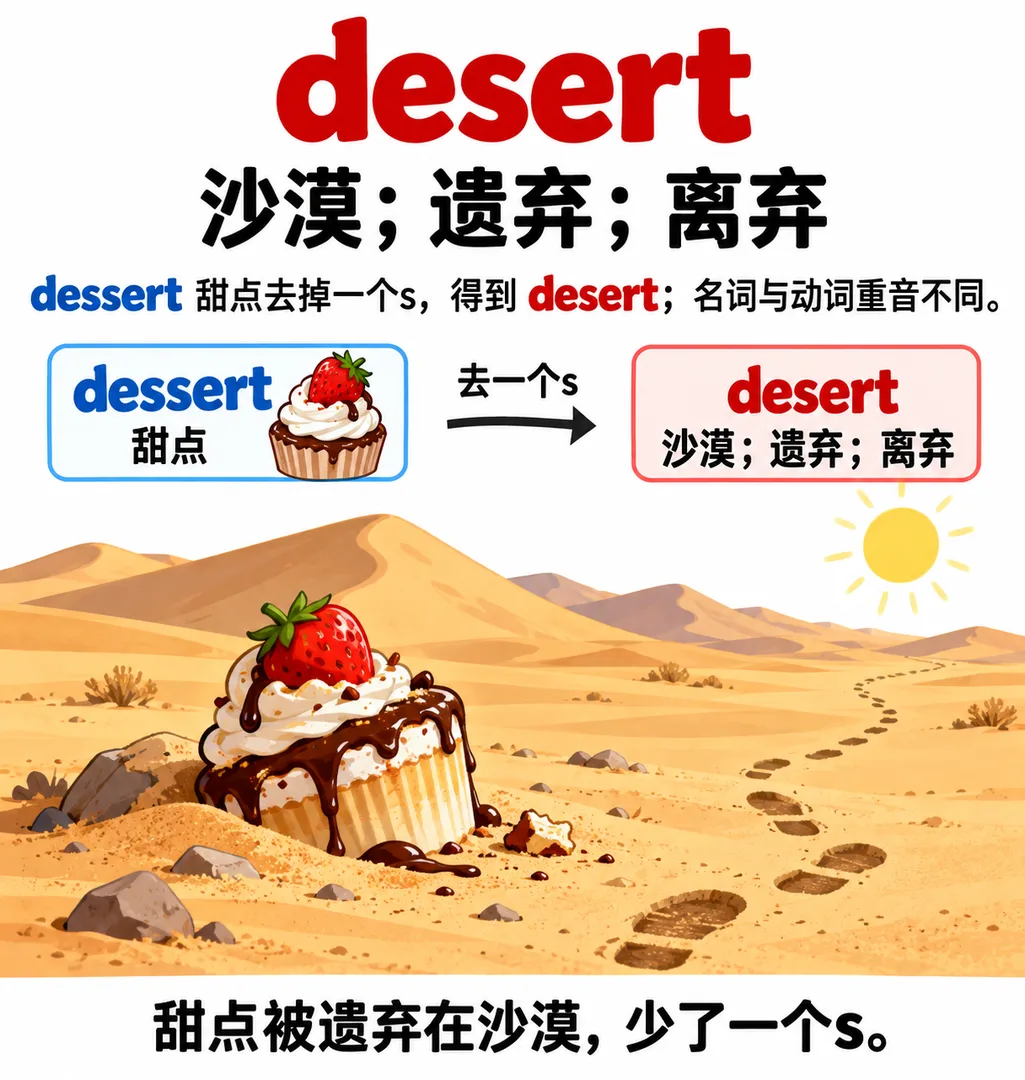 desert
沙漠；遗弃；离弃
dessert 甜点去掉一个s，得到 desert；名词与动词重音不同。
dessert
甜点
去一个s
desert
沙漠；遗弃；离弃
甜点被遗弃在沙漠，少了一个s。